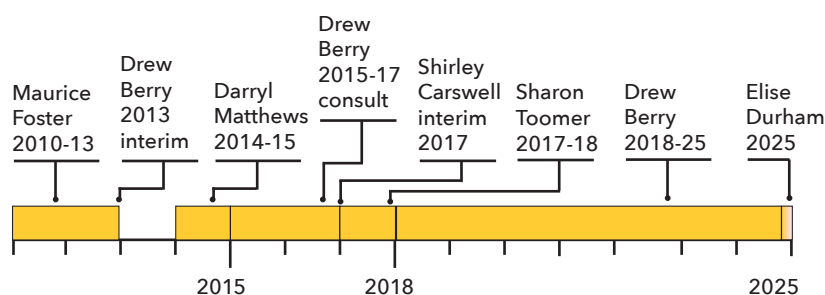 Maurice
Foster
2010-13
Drew
Berry
2013
interim
Darryl
Matthews
2014-15
Drew
Berry
2015-17
consult
Shirley
Carswell
interim
2017
Sharon
Toomer
2017-18
Drew
Berry
2018-25
Elise
Durham
2025
2015
2018
2025